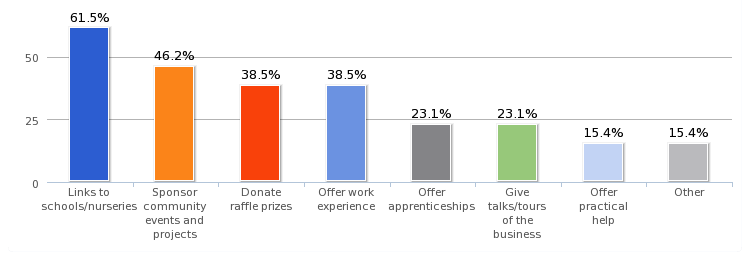 61.5%
46.2%
38.5%
38.5%
23.1%
23.1%
15.4%
15.4%
50
25
0
Links to
schools/nurseries
Sponsor
community
events and
projects
Donate
raffle prizes
Offer work
experience
Offer
apprenticeships
Give
talks/tours
of the
business
Offer
practical
help
Other